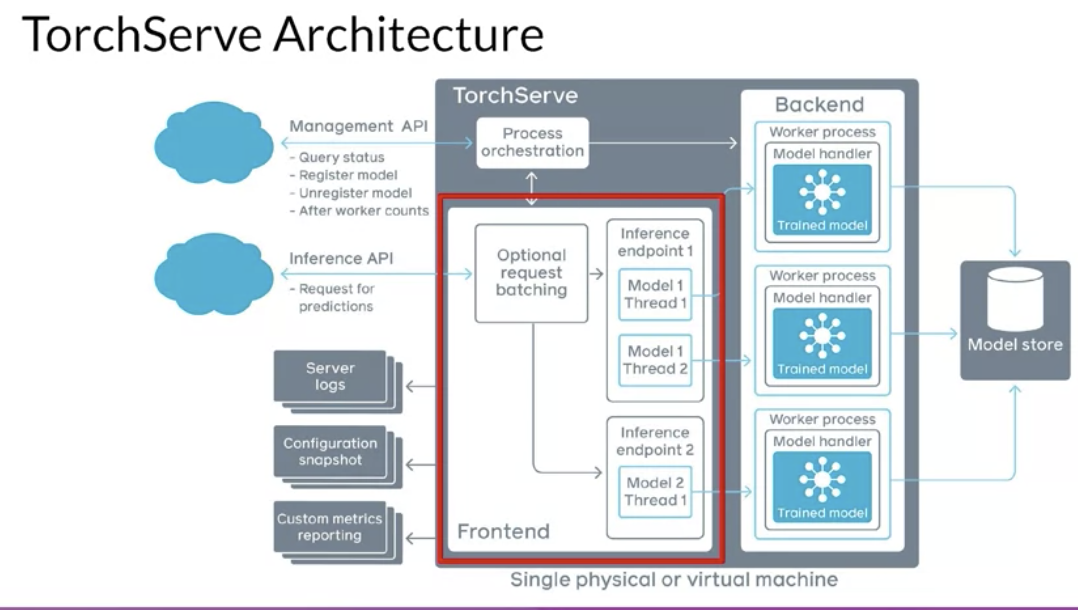 TorchServe Architecture
TorchServe
Management API
- Query status
- Register model
- Unregister model
- After worker counts
Process
orchestration
Inference API
- Request for
predictions
Optional
request
batching
Inference
endpoint 1
Model 1
Thread 1
Model 1
Thread 2
Inference
endpoint 2
Model 2
Thread 1
Frontend
Backend
Worker process
Model handler
Trained model
Worker process
Model handler
Trained model
Worker process
Model handler
Trained model
Model store
Server
logs
Configuration
snapshot
Custom metrics
reporting
Single physical or virtual machine